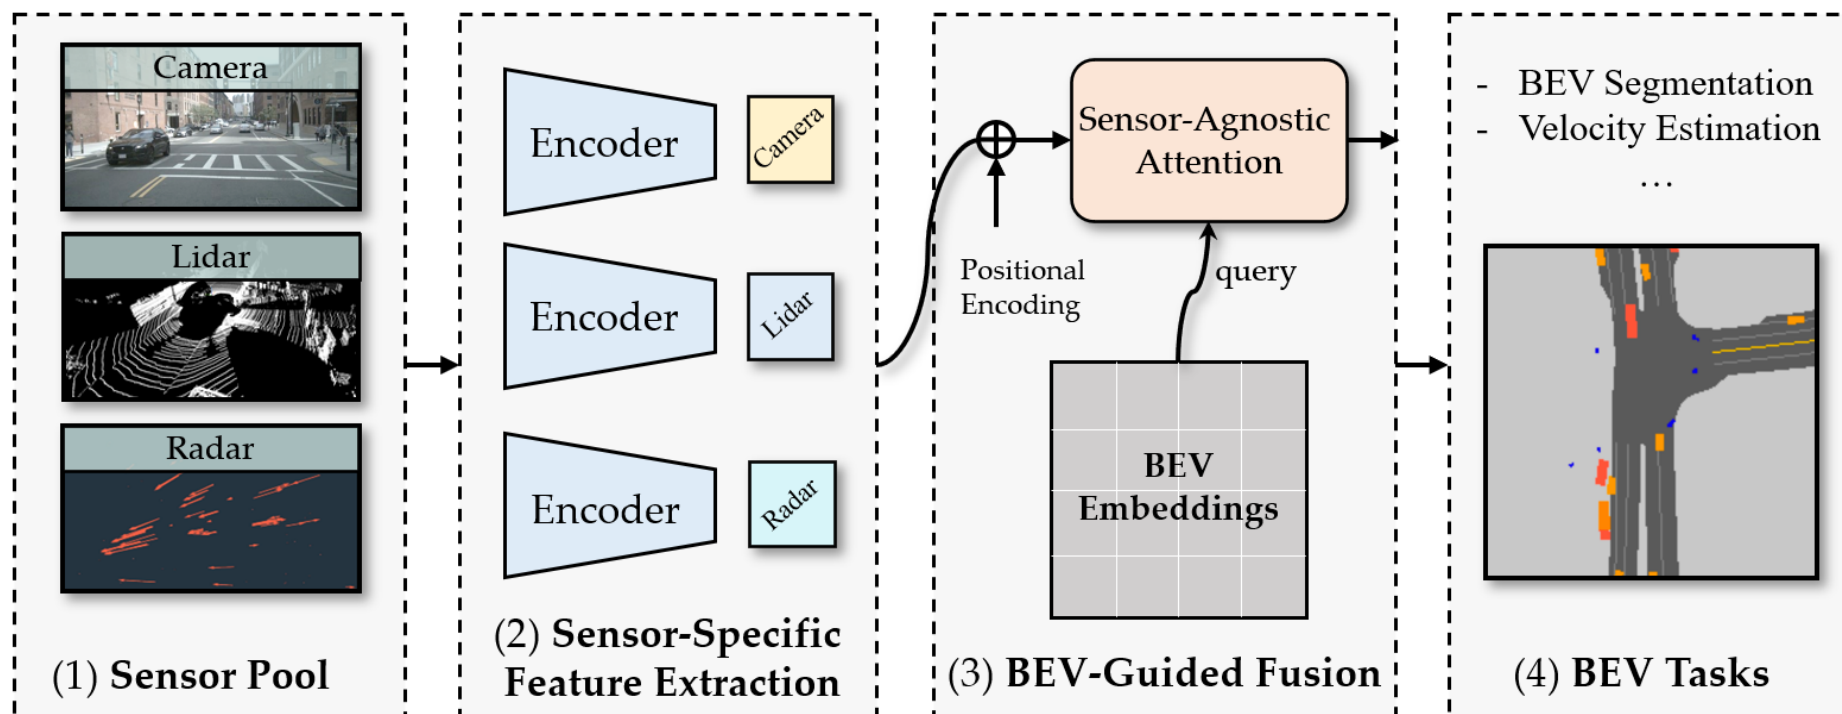 Camera
Lidar
Radar
(1) Sensor Pool
Encoder
Camera
Encoder
Lidar
Encoder
Radar
(2) Sensor-Specific
Feature Extraction
Sensor-Agnostic
Attention
Positional
Encoding
query
BEV
Embeddings
(3) BEV-Guided Fusion
- BEV Segmentation
- Velocity Estimation
...
(4) BEV Tasks